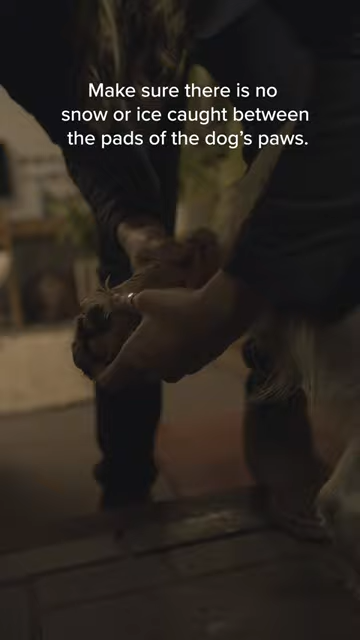 Make sure there is no
snow or ice caught between
the pads of the dog’s paws.